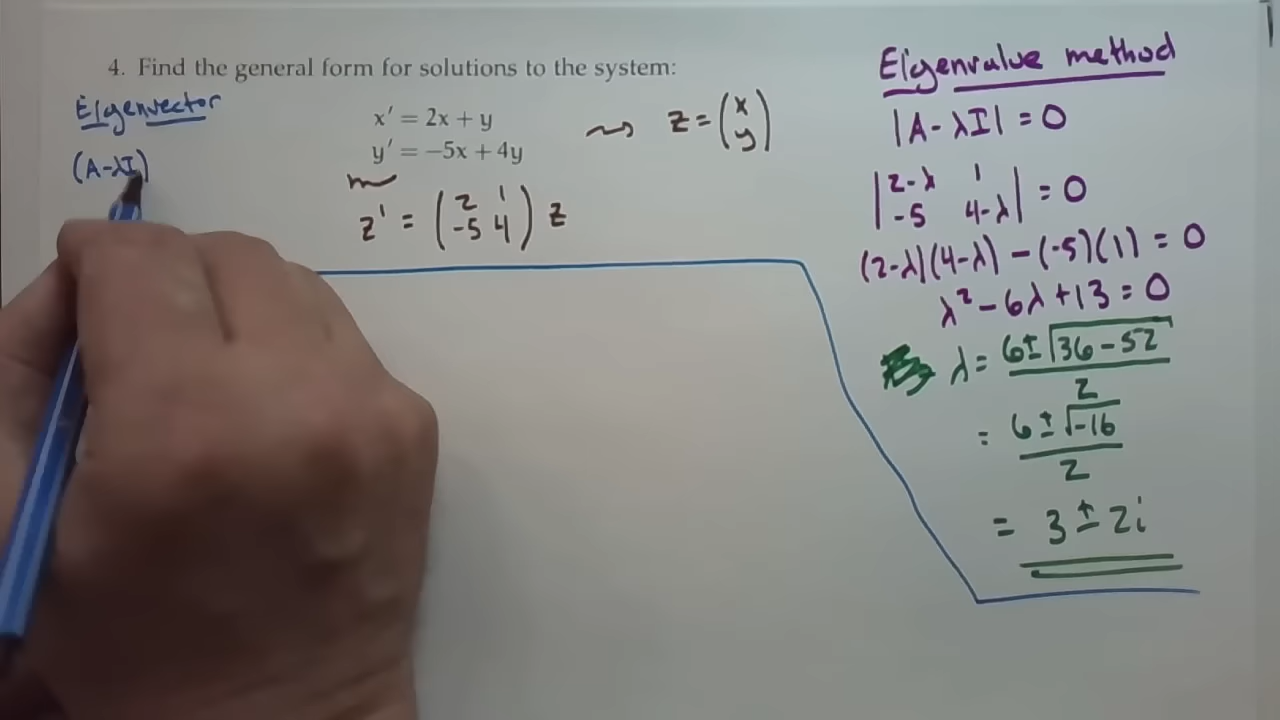 4. Find the general form for solutions to the system:
Eigenvector
(A-λI)
x' = 2x + y
y' = −5x + 4y
z = (x y)
z' = (2 1 -5 4) z
Eigenvalue method
|A - λI| = 0
|2-λ 1 -5 4-λ| = 0
(2-λ)(4-λ) - (-5)(1) = 0
λ² - 6λ + 13 = 0
λ = 6 ± √36 - 52 / 2
= 6 ± √-16 / 2
= 3 ± 2i